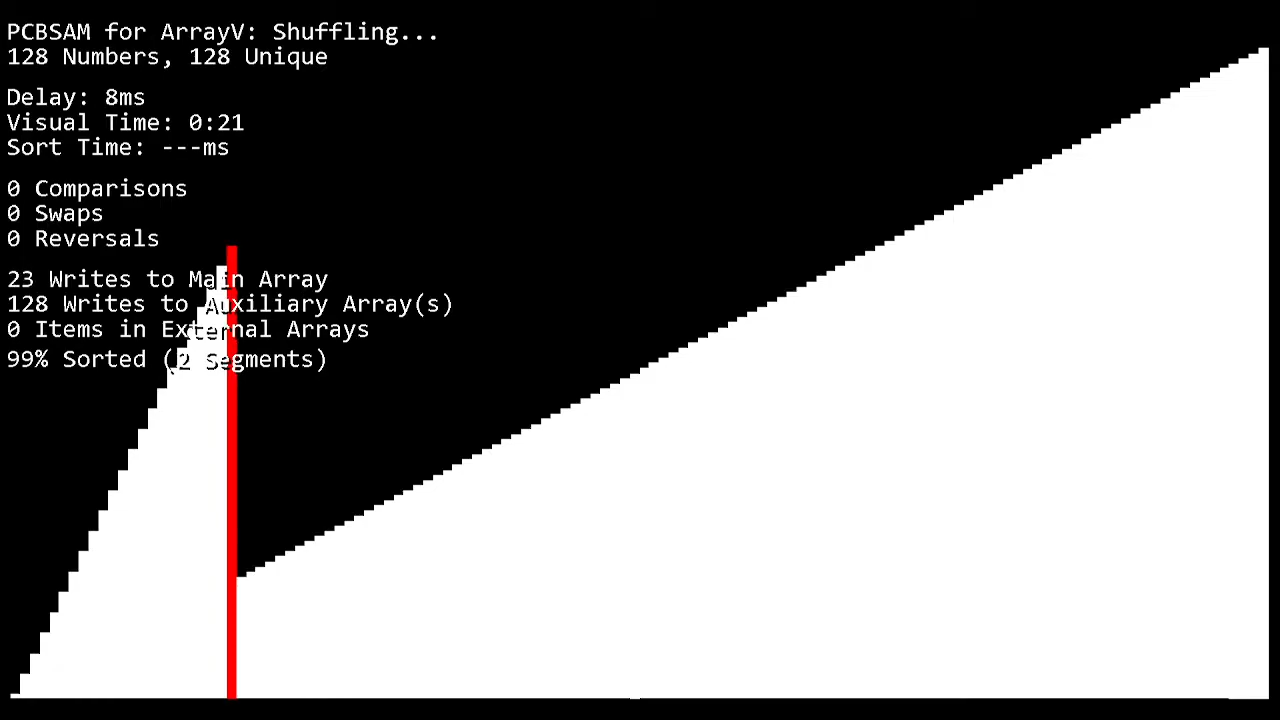 PCBSAM for ArrayV: Shuffling...
128 Numbers, 128 Unique
Delay: 8ms
Visual Time: 0:21
Sort Time: ---ms
0 Comparisons
0 Swaps
0 Reversals
23 Writes to Main Array
128 Writes to Auxiliary Array(s)
0 Items in External Arrays
99% Sorted (2 Segments)